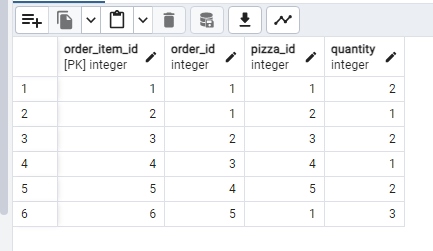 order_item_id order_id pizza_id quantity
[PK] integer integer integer integer
1 1 1 1 2
2 2 1 2 1
3 3 2 3 2
4 4 3 4 1
5 5 4 5 2
6 6 5 1 3